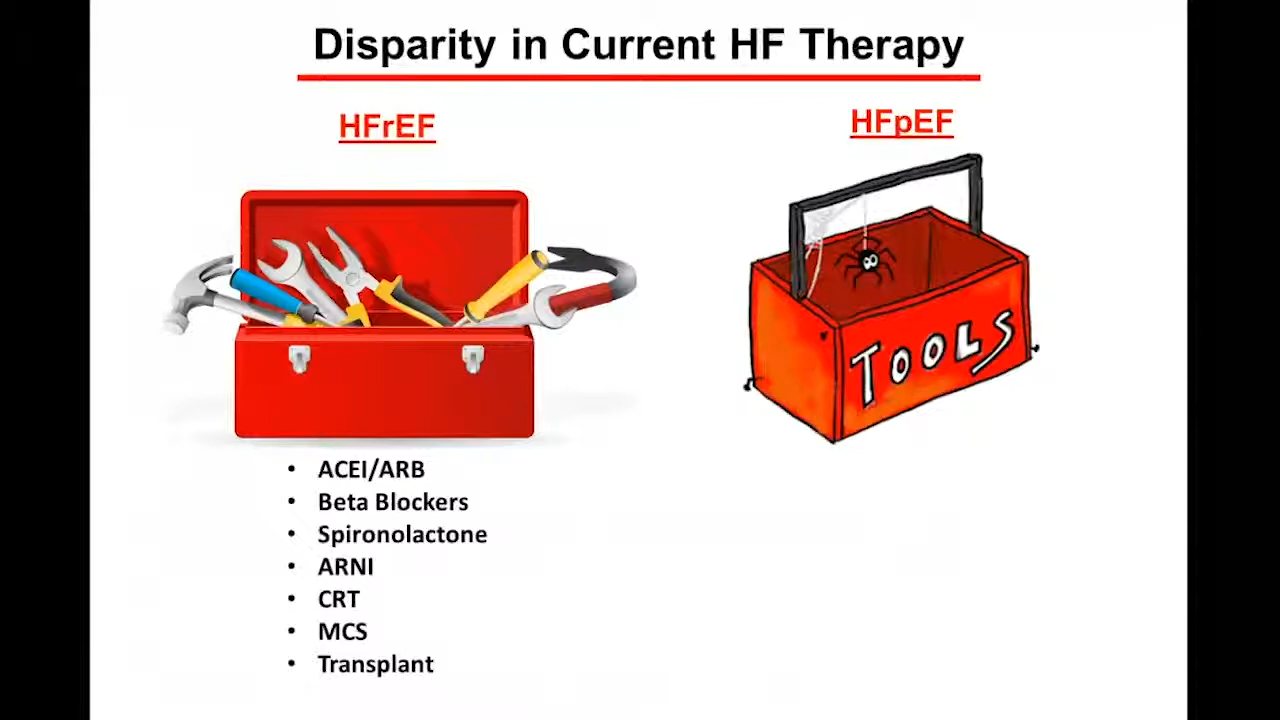 Disparity in Current HF Therapy
HFrEF
HFpEF
TOOLS
• ACEI/ARB
• Beta Blockers
• Spironolactone
• ARNI
• CRT
• MCS
• Transplant